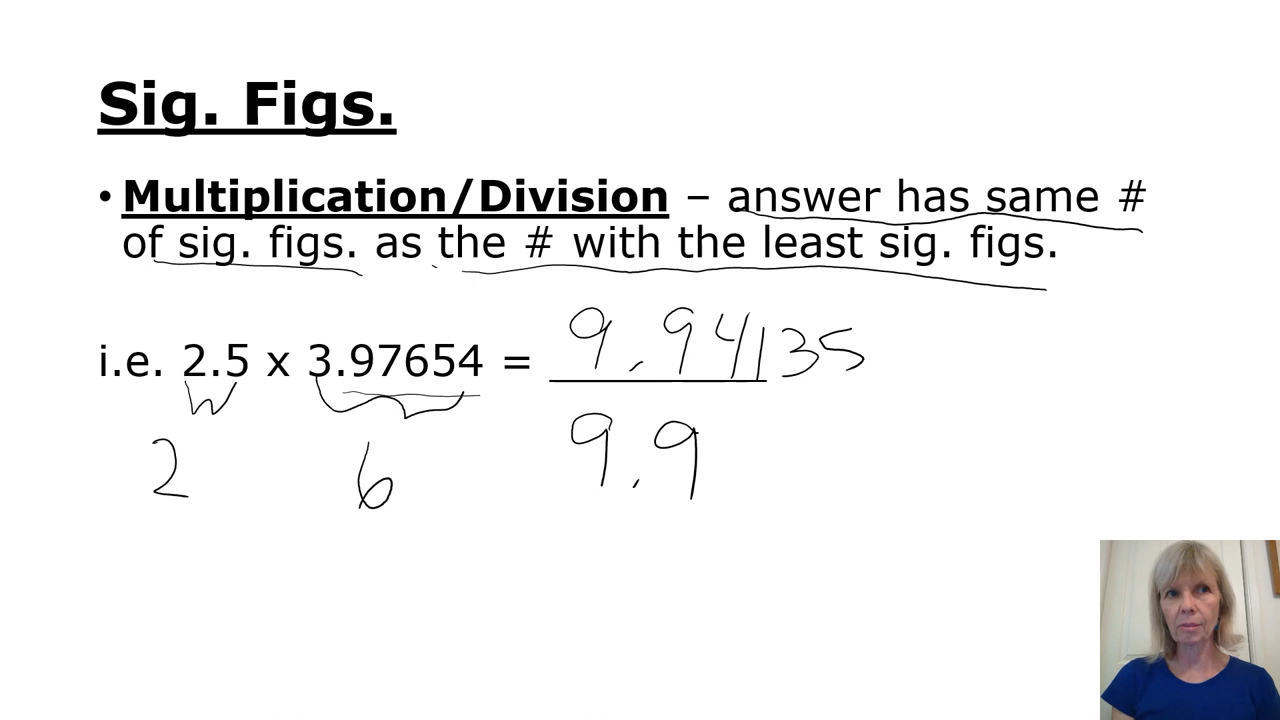 Sig. Figs.
• Multiplication/Division – answer has same #
of sig. figs. as the # with the least sig. figs.
i.e. 2.5 x 3.97654 = 9.94135
9.9
2 6